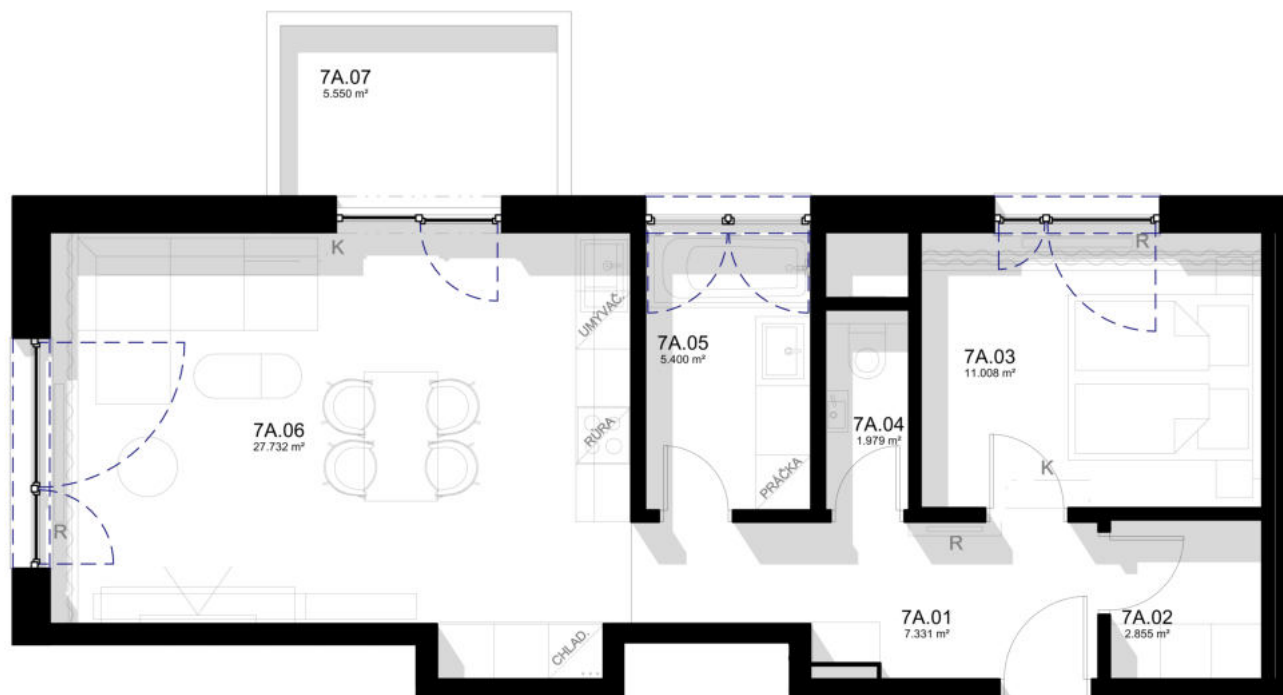 7A.07
5.550 m²
K
R
UMÝVAČ.
7A.05
5.400 m²
7A.03
11.008 m²
7A.06
27.732 m²
RÚRA
7A.04
1.979 m²
PRÁČKA
K
R
R
7A.01
7.331 m²
7A.02
2.855 m²
CHLAD.